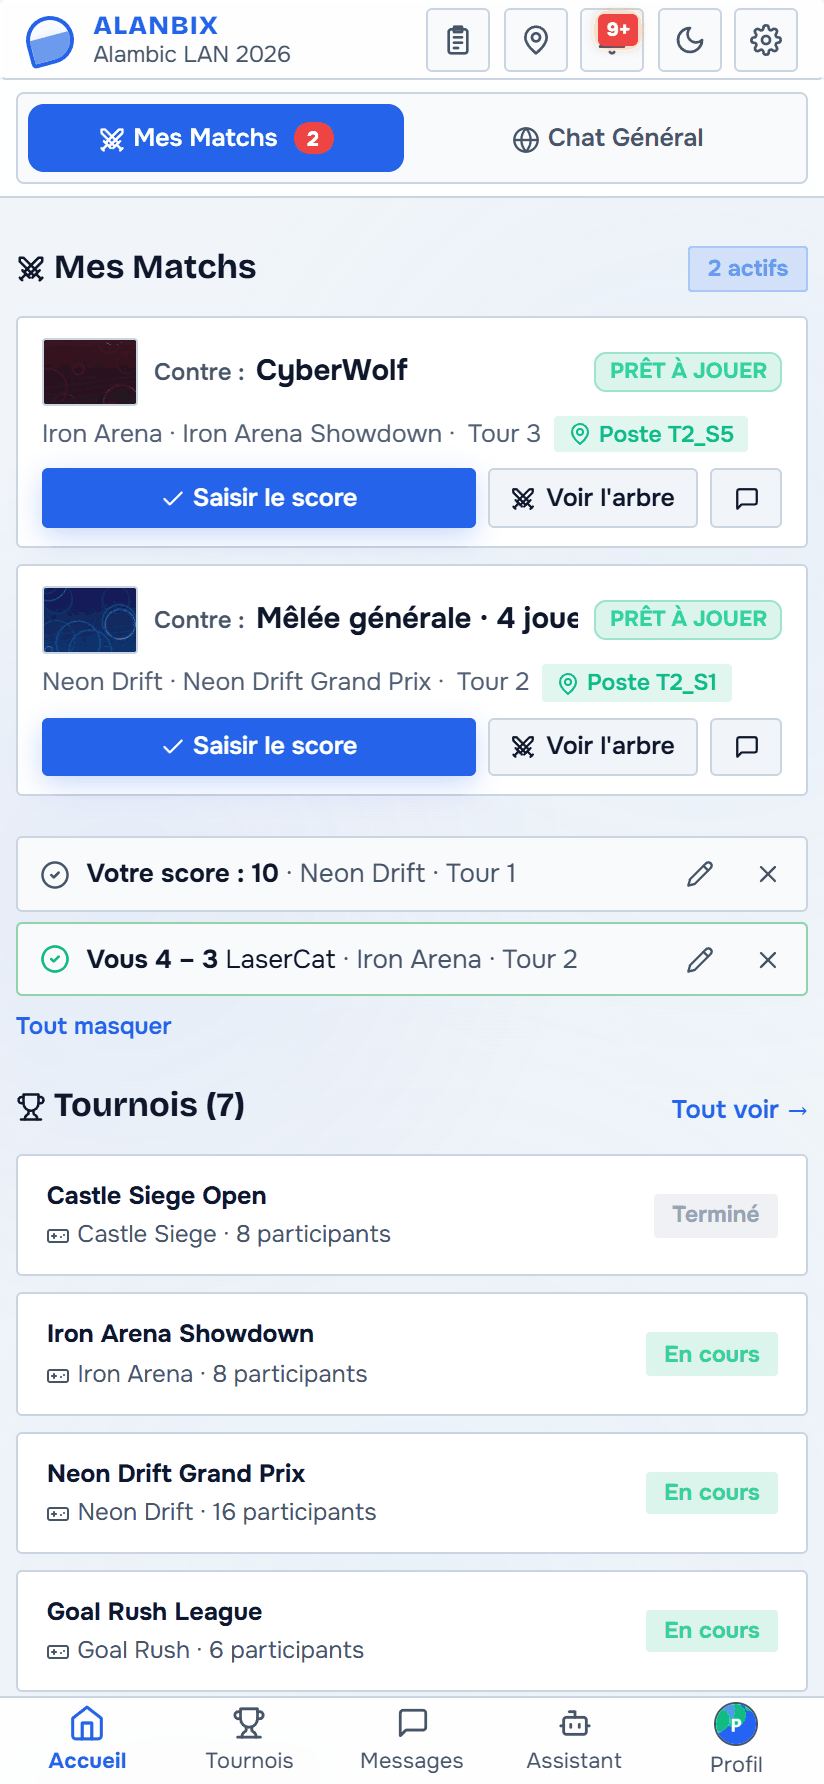 ALANBIX
Alambic LAN 2026
9+
Mes Matchs 2
Chat Général
Mes Matchs
2 actifs
Contre : CyberWolf
PRÊT À JOUER
Iron Arena · Iron Arena Showdown · Tour 3
Poste T2_S5
Saisir le score
Voir l'arbre
Contre : Mêlée générale · 4 joue
PRÊT À JOUER
Neon Drift · Neon Drift Grand Prix · Tour 2
Poste T2_S1
Saisir le score
Voir l'arbre
Votre score : 10 · Neon Drift · Tour 1
Vous 4 – 3 LaserCat · Iron Arena · Tour 2
Tout masquer
Tournois (7)
Tout voir →
Castle Siege Open
Castle Siege · 8 participants
Terminé
Iron Arena Showdown
Iron Arena · 8 participants
En cours
Neon Drift Grand Prix
Neon Drift · 16 participants
En cours
Goal Rush League
Goal Rush · 6 participants
En cours
Accueil
Tournois
Messages
Assistant
P
Profil